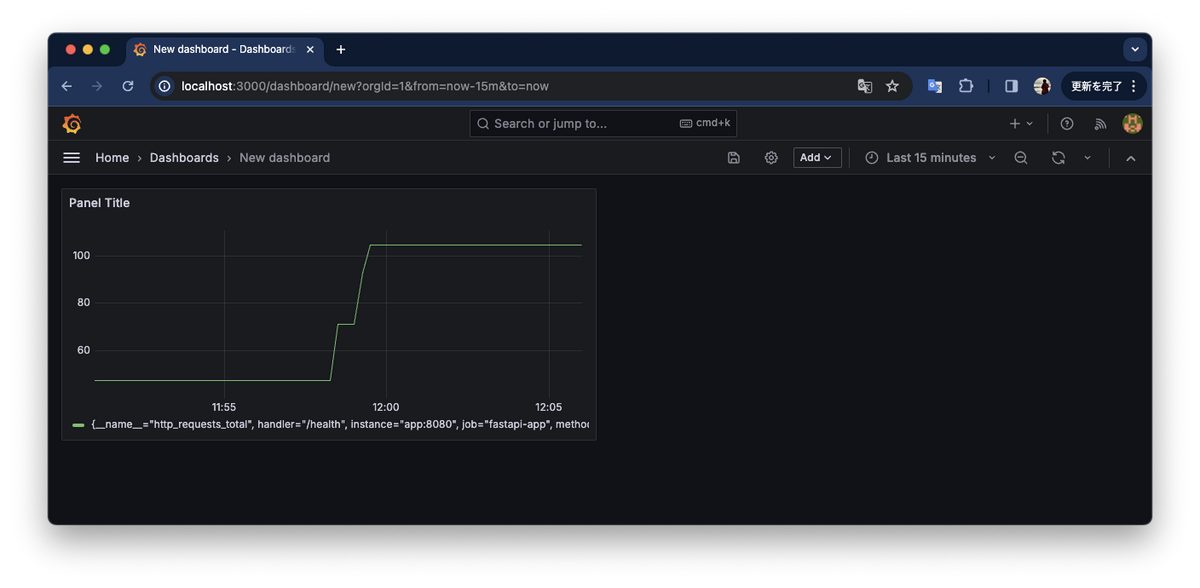 New dashboard - Dashboards
localhost:3000/dashboard/new?orgId=1&from=now-15m&to=now
更新を完了
Search or jump to... cmd+k
Home › Dashboards › New dashboard Add Last 15 minutes
Panel Title
100
80
60
11:55 12:00 12:05
{__name__="http_requests_total", handler="/health", instance="app:8080", job="fastapi-app", method